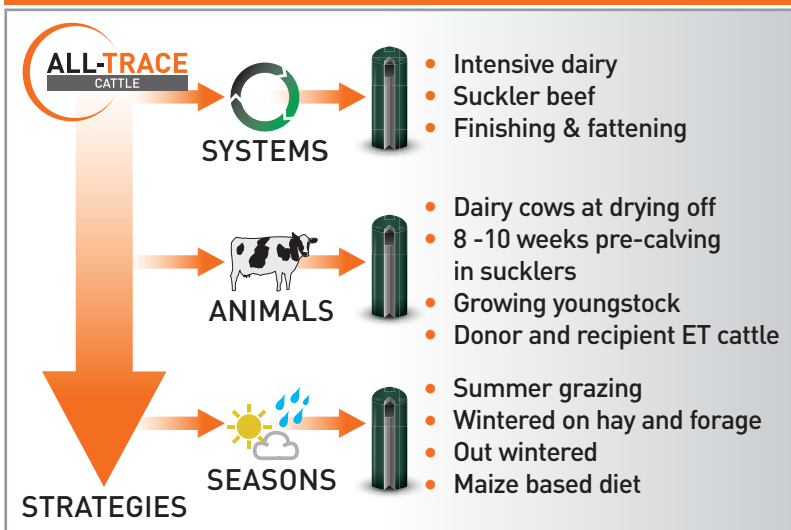 ALL-TRACE
CATTLE
SYSTEMS
• Intensive dairy
• Suckler beef
• Finishing & fattening
ANIMALS
• Dairy cows at drying off
• 8 -10 weeks pre-calving
in sucklers
• Growing youngstock
• Donor and recipient ET cattle
SEASONS
• Summer grazing
• Wintered on hay and forage
• Out wintered
• Maize based diet
STRATEGIES